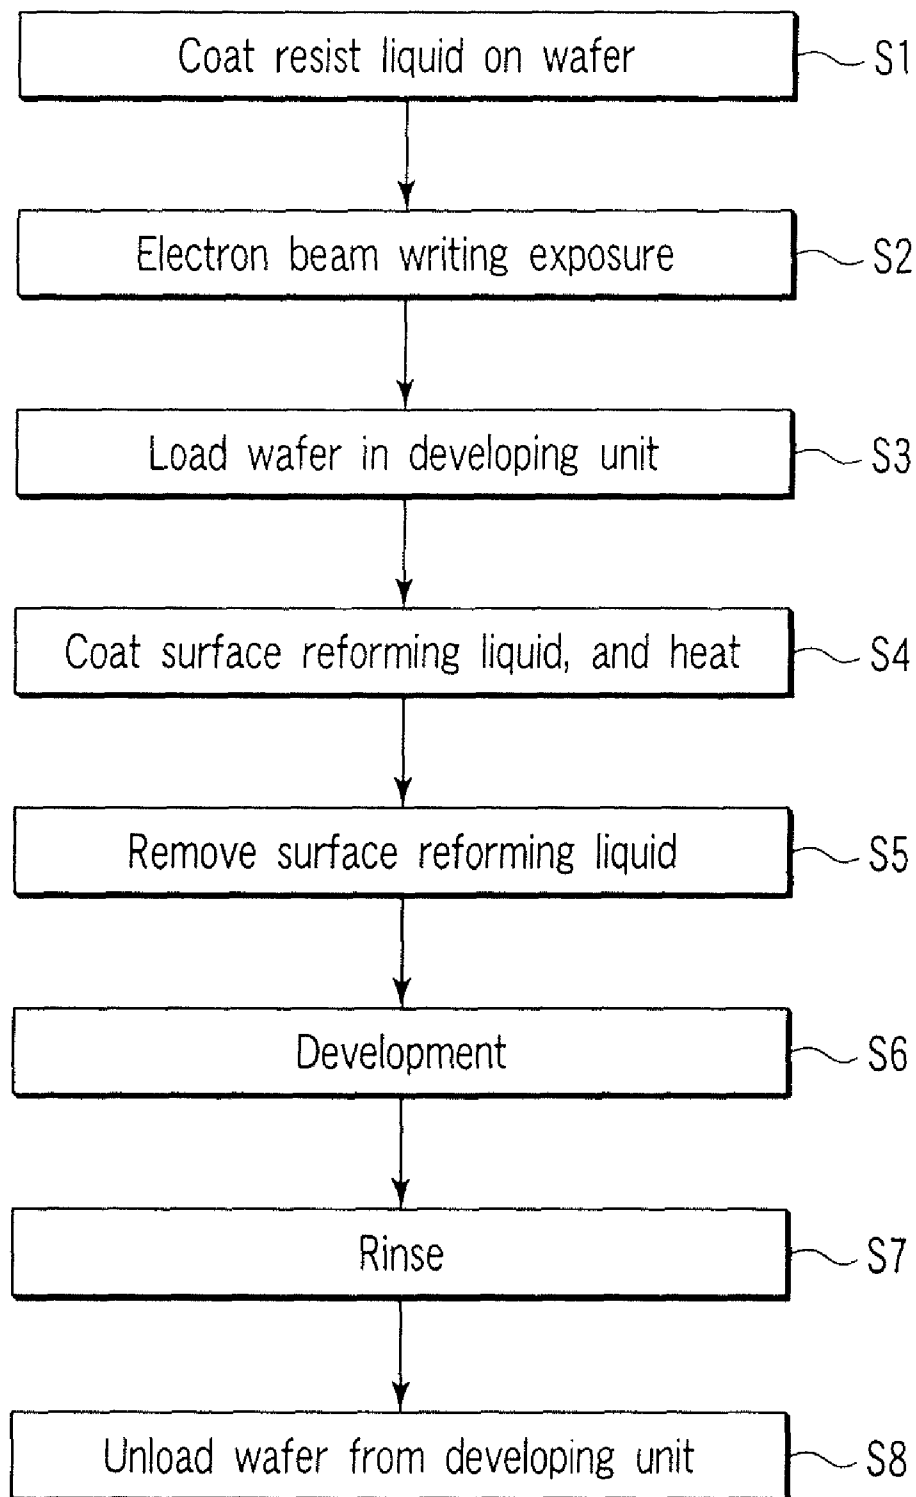 Coat resist liquid on wafer S1
Electron beam writing exposure S2
Load wafer in developing unit S3
Coat surface reforming liquid, and heat S4
Remove surface reforming liquid S5
Development S6
Rinse S7
Unload wafer from developing unit S8